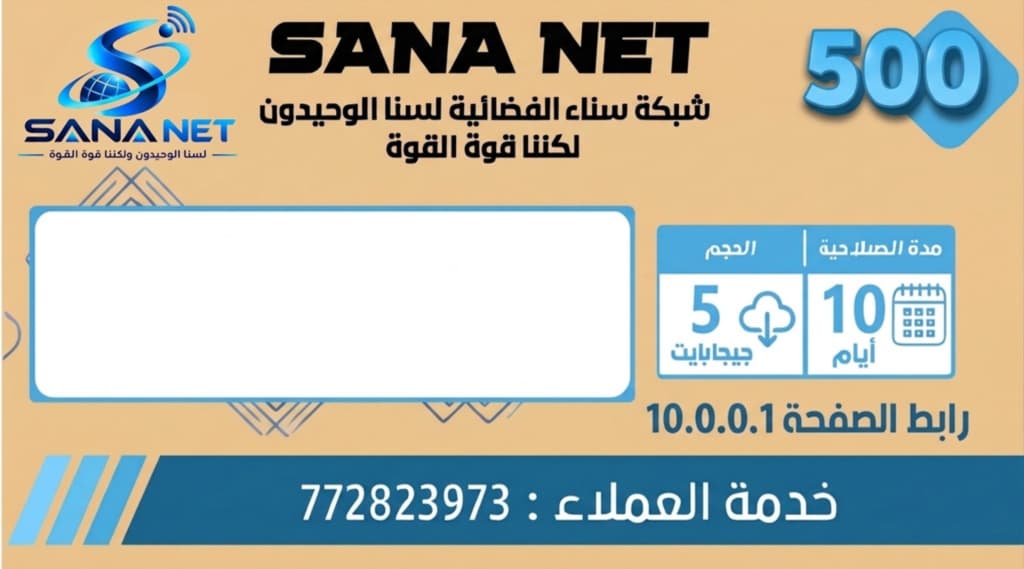 SANA NET
لسنا الوحيدون ولكننا قوة القوة
SANA NET
شبكة سناء الفضائية لسنا الوحيدون
لكننا قوة القوة
500
مدة الصلاحية
الحجم
10
أيام
5
جيجابايت
رابط الصفحة 10.0.0.1
خدمة العملاء : 772823973